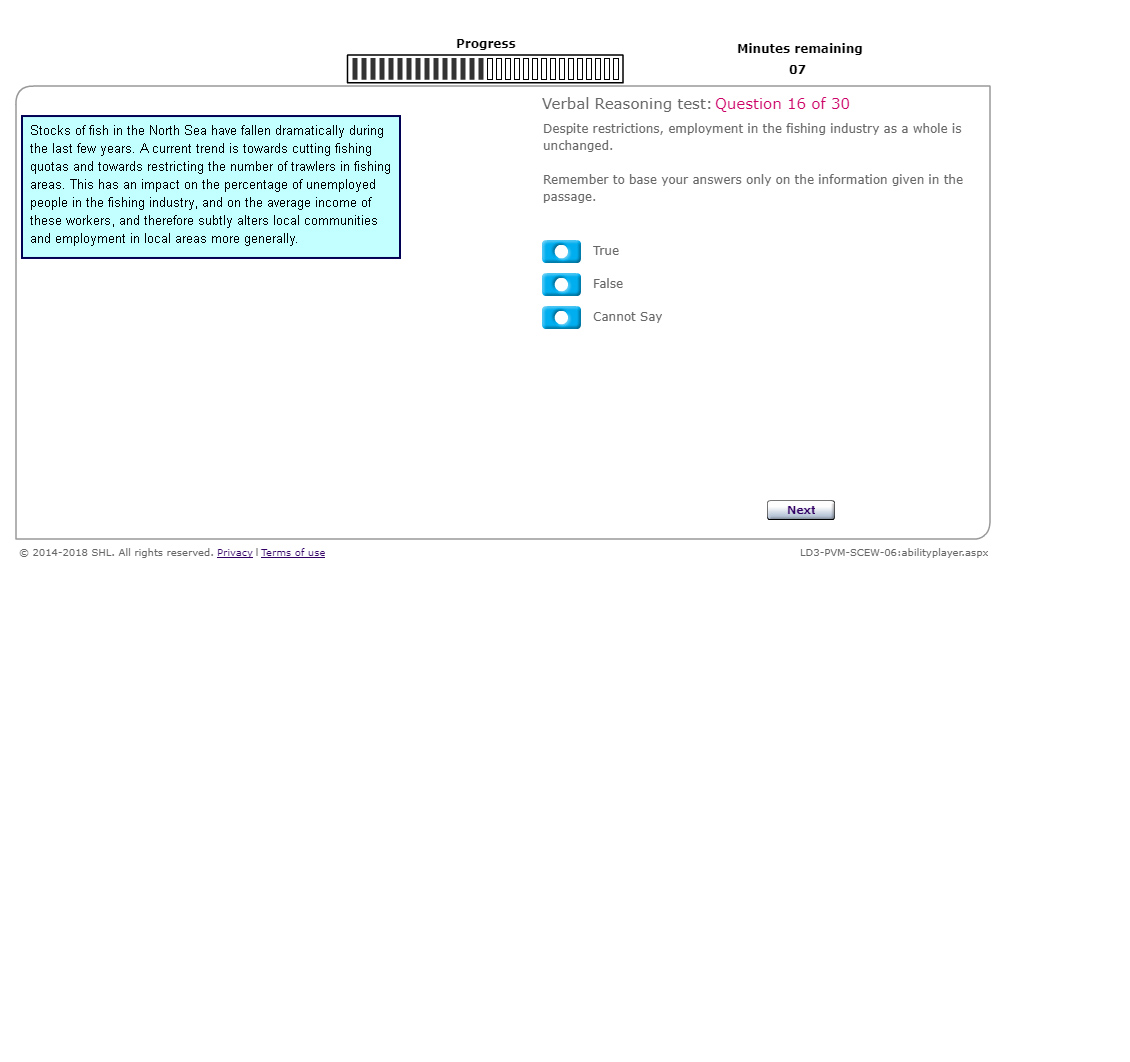 Progress
Minutes remaining
07
Verbal Reasoning test: Question 16 of 30
Stocks of fish in the North Sea have fallen dramatically during
the last few years. A current trend is towards cutting fishing
quotas and towards restricting the number of trawlers in fishing
areas. This has an impact on the percentage of unemployed
people in the fishing industry, and on the average income of
these workers, and therefore subtly alters local communities
and employment in local areas more generally.
Despite restrictions, employment in the fishing industry as a whole is
unchanged.
Remember to base your answers only on the information given in the
passage.
True
False
Cannot Say
Next
© 2014-2018 SHL. All rights reserved. Privacy | Terms of use
LD3-PVM-SCEW-06:abilityplayer.aspx